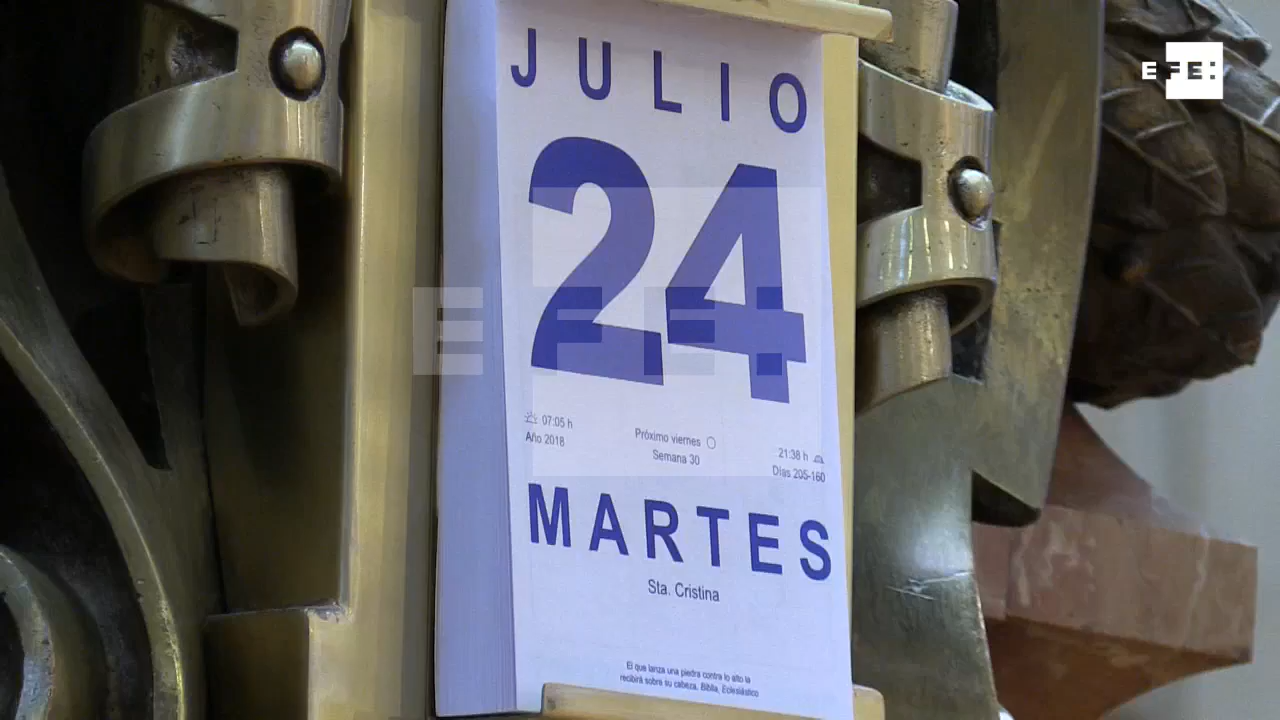 EFE:
JULIO
24
EFE:
07:05 h
Año 2018
Próximo viernes
Semana 30
21:38 h
Días 205-160
MARTES
Sta. Cristina
El que lanza una piedra contra lo alto la
recibirá sobre su cabeza. Biblia, Eclesiástico